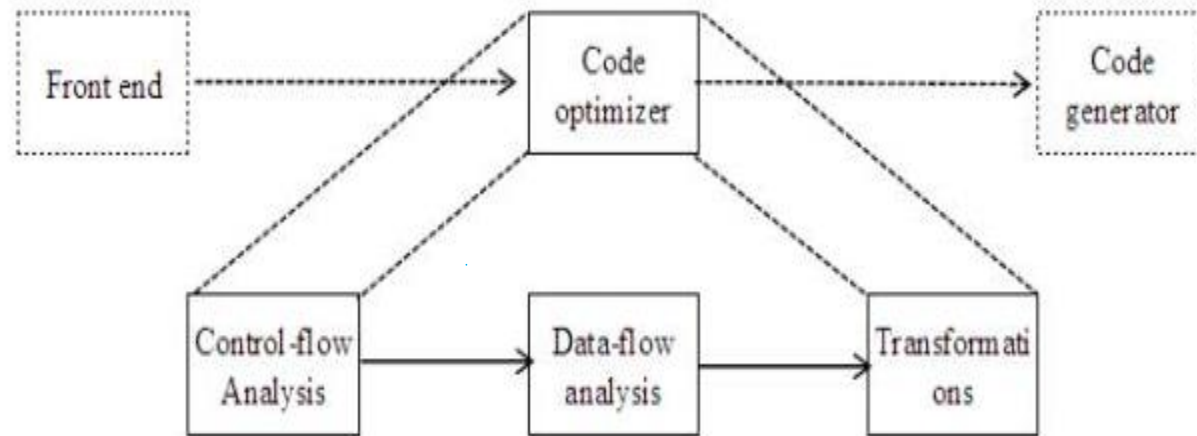 Front end
Code
optimizer
Code
generator
Control-flow
Analysis
Data-flow
analysis
Transformati
ons